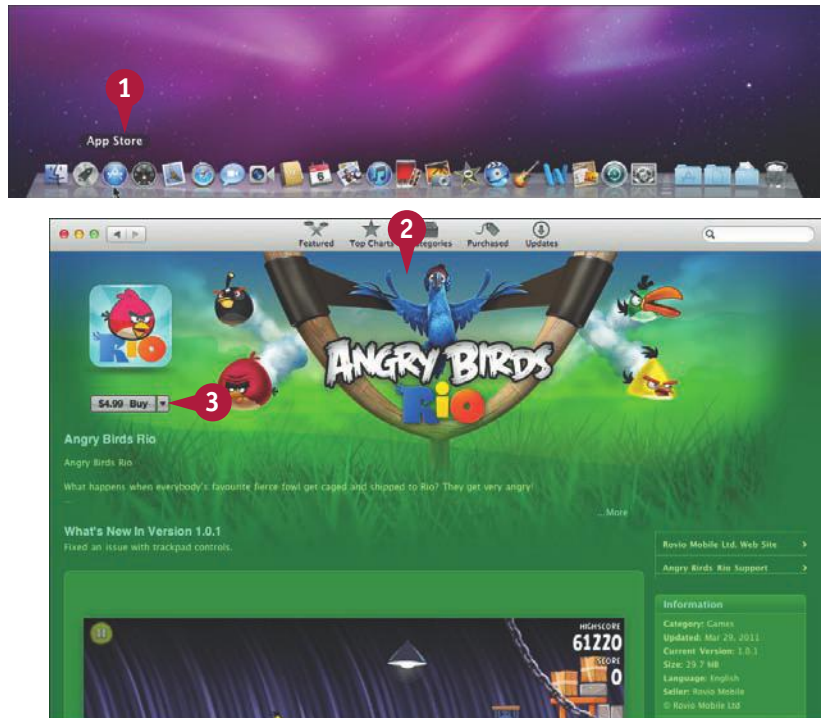 1
App Store
6
Featured
Top Charts
2
Categories
Purchased
Updates
RIO
ANGRY BIRDS
Rio
$4.99 Buy
3
Angry Birds Rio
Angry Birds Rio
What happens when everybody's favourite fierce fowl get caged and shipped to Rio? They get very angry!
...More
What's New In Version 1.0.1
Fixed an issue with trackpad controls.
Rovio Mobile Ltd. Web Site
Angry Birds Rio Support
Information
Category: Games
Updated: Mar 29, 2011
Current Version: 1.0.1
Size: 29.7 MB
Language: English
Seller: Rovio Mobile
© Rovio Mobile Ltd
HIGHSCORE
61220
SCORE
0